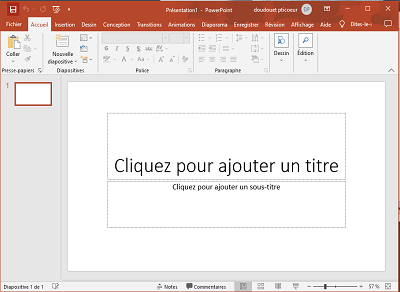 Présentation1 - PowerPoint
doudouet pticoeur
DP
Fichier Accueil Insertion Dessin Conception Transitions Animations Diaporama Enregistrer Révision Affichage Aide Dites-le-
Coller
Nouvelle diapositive
G I S
Dessin
Édition
Presse-papiers
Diapositives
Police
Paragraphe
1
Cliquez pour ajouter un titre
Cliquez pour ajouter un sous-titre
Diapositive 1 de 1
Notes
Commentaires
57 %